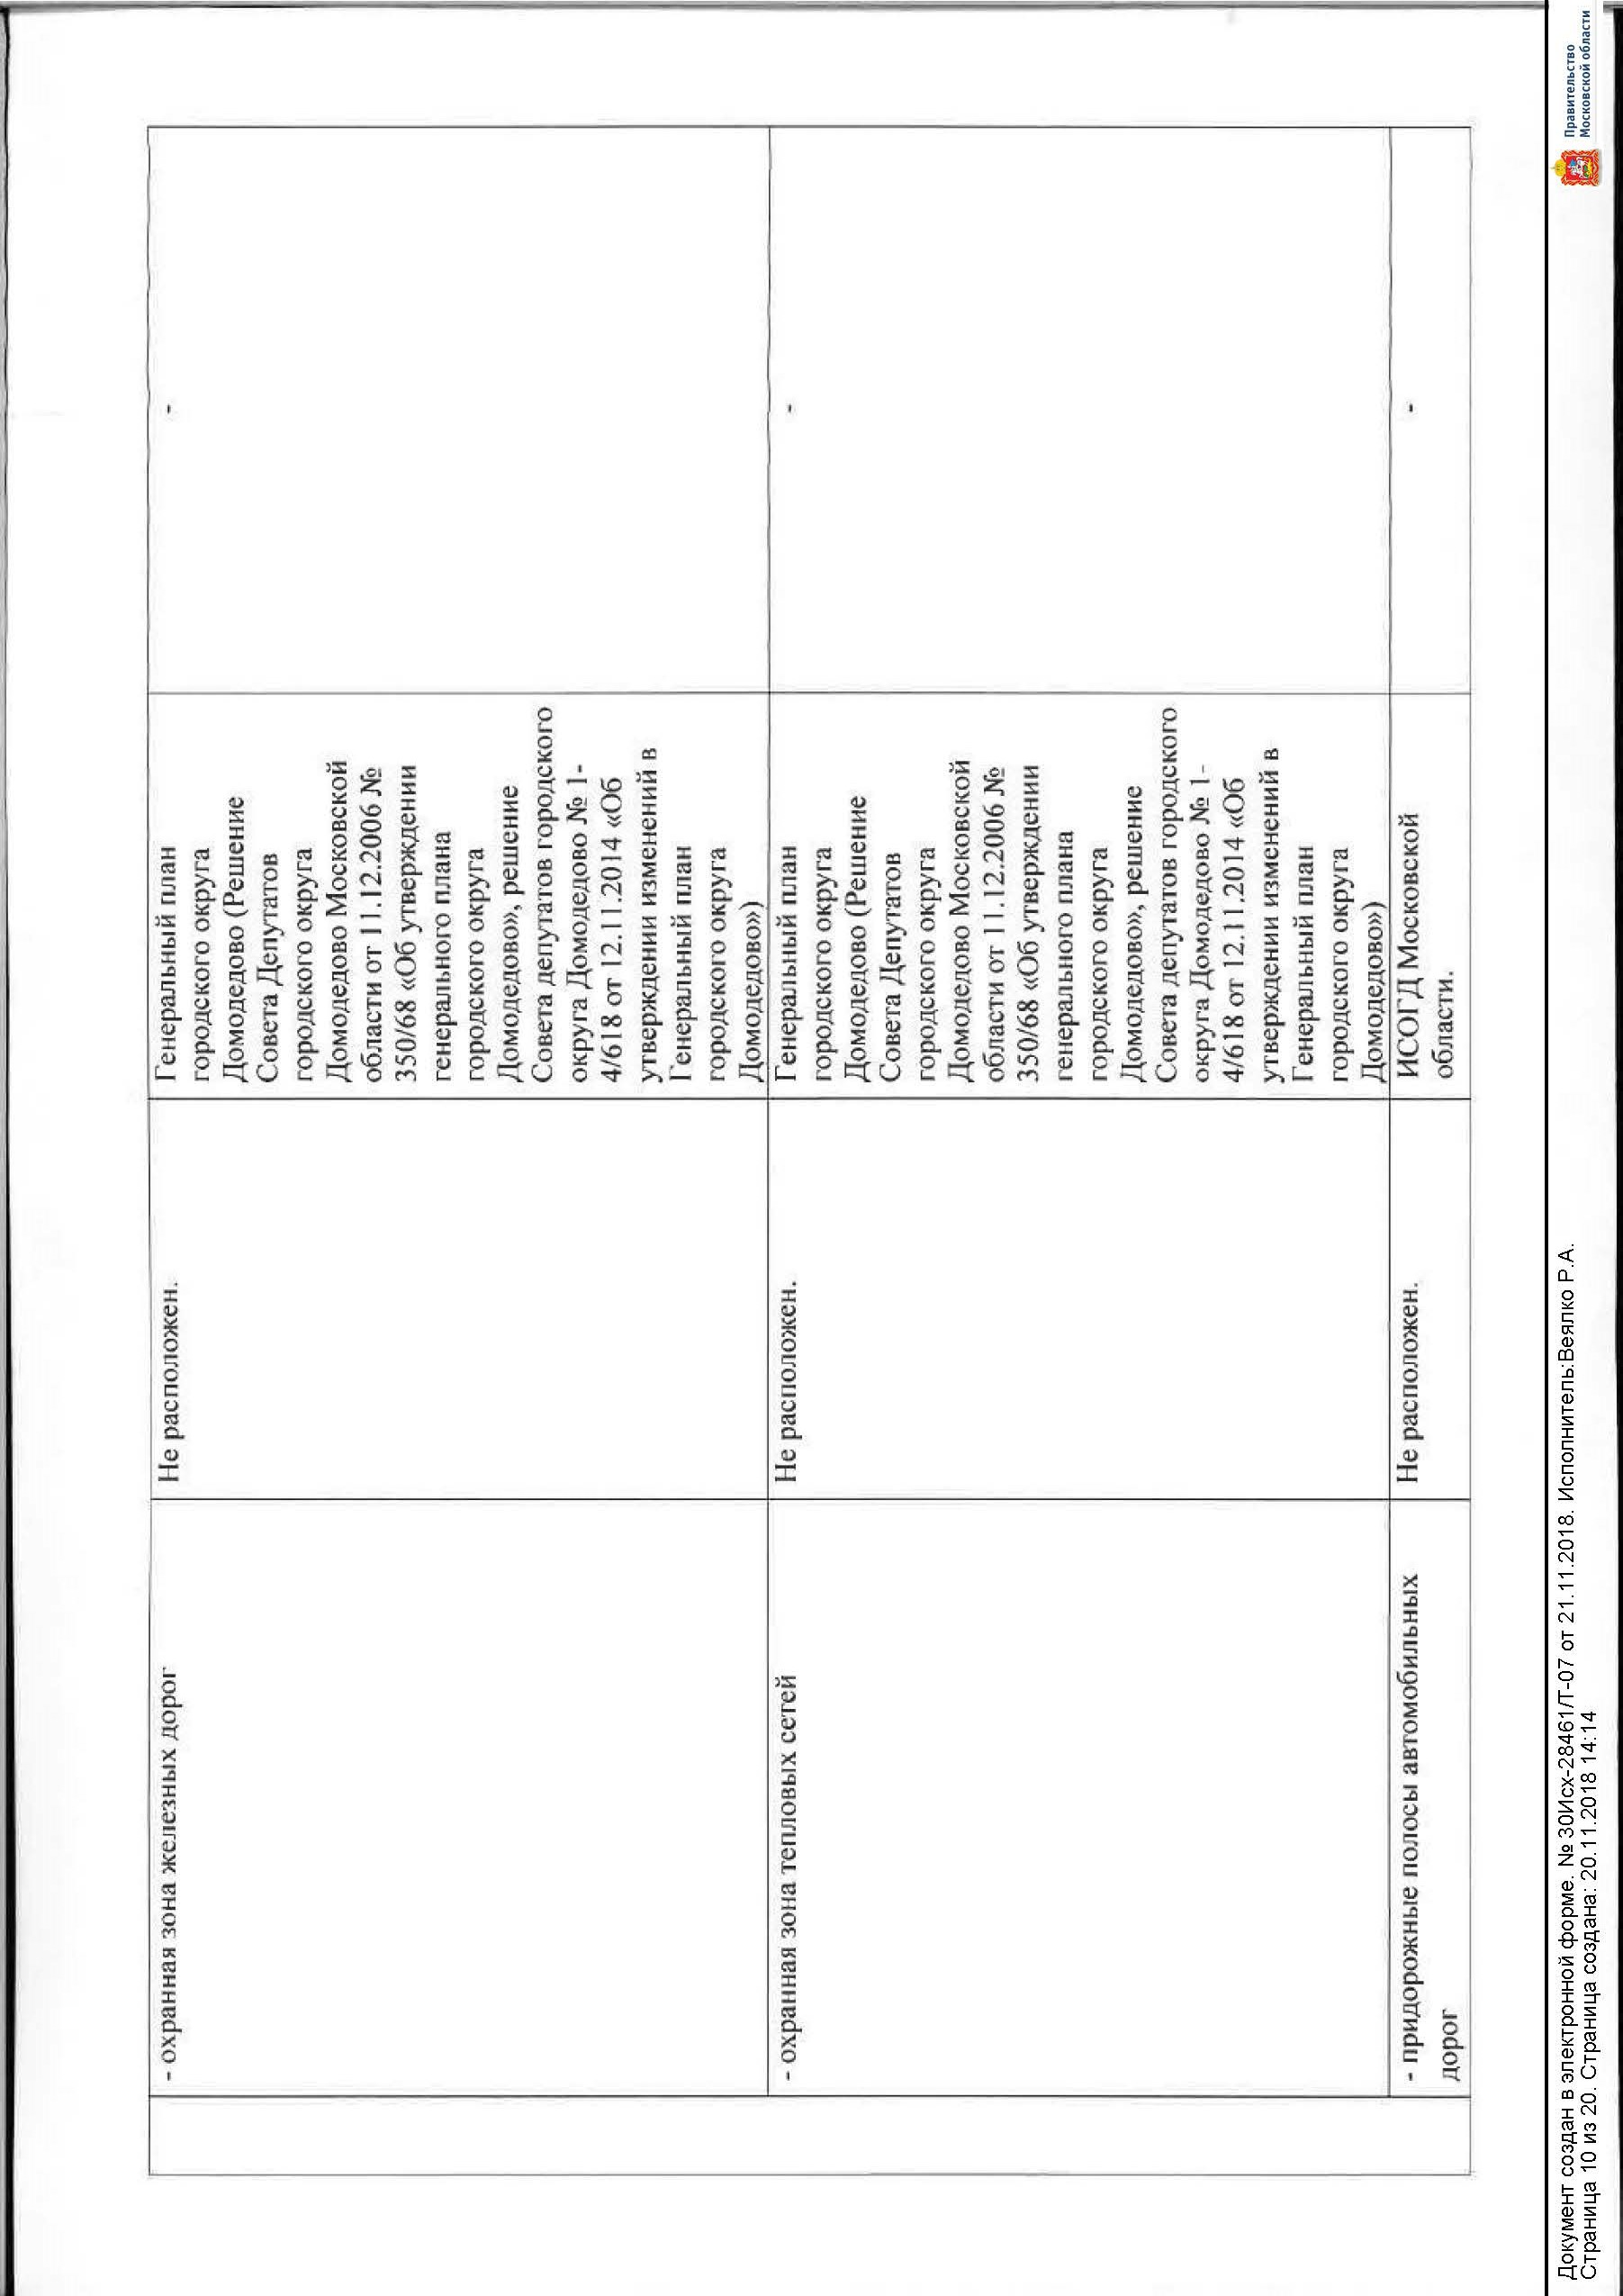 - охранная зона железных дорог
Не расположен.
Генеральный план
городского округа
Домодедово (Решение
Совета Депутатов
городского округа
Домодедово Московской
области от 11.12.2006 №
350/68 «Об утверждении
генерального плана
городского округа
Домодедово», решение
Совета депутатов городского
округа Домодедово № 1-
4/618 от 12.11.2014 «Об
утверждении изменений в
Генеральный план
городского округа
Домодедово»)
-
- охранная зона тепловых сетей
Не расположен.
Генеральный план
городского округа
Домодедово (Решение
Совета Депутатов
городского округа
Домодедово Московской
области от 11.12.2006 №
350/68 «Об утверждении
генерального плана
городского округа
Домодедово», решение
Совета депутатов городского
округа Домодедово № 1-
4/618 от 12.11.2014 «Об
утверждении изменений в
Генеральный план
городского округа
Домодедово»)
-
- придорожные полосы автомобильных
дорог
Не расположен.
ИСОГД Московской
области.
-
Документ создан в электронной форме. № 30Исх-28461/Т-07 от 21.11.2018. Исполнитель:Веялко Р.А.
Страница 10 из 20. Страница создана: 20.11.2018 14:14
Правительство
Московской области